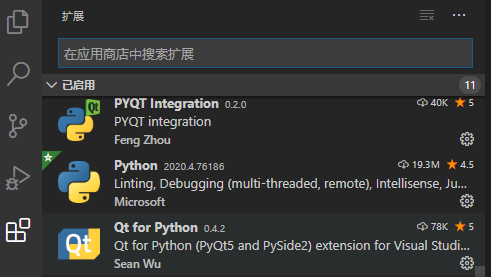 扩展
在应用商店中搜索扩展
已启用 11
PYQT Integration 0.2.0 40K 5
PYQT integration
Feng Zhou
Python 2020.4.76186 19.3M 4.5
Linting, Debugging (multi-threaded, remote), Intellisense, Ju...
Microsoft
Qt for Python 0.4.2 78K 5
Qt for Python (PyQt5 and PySide2) extension for Visual Studi...
Sean Wu